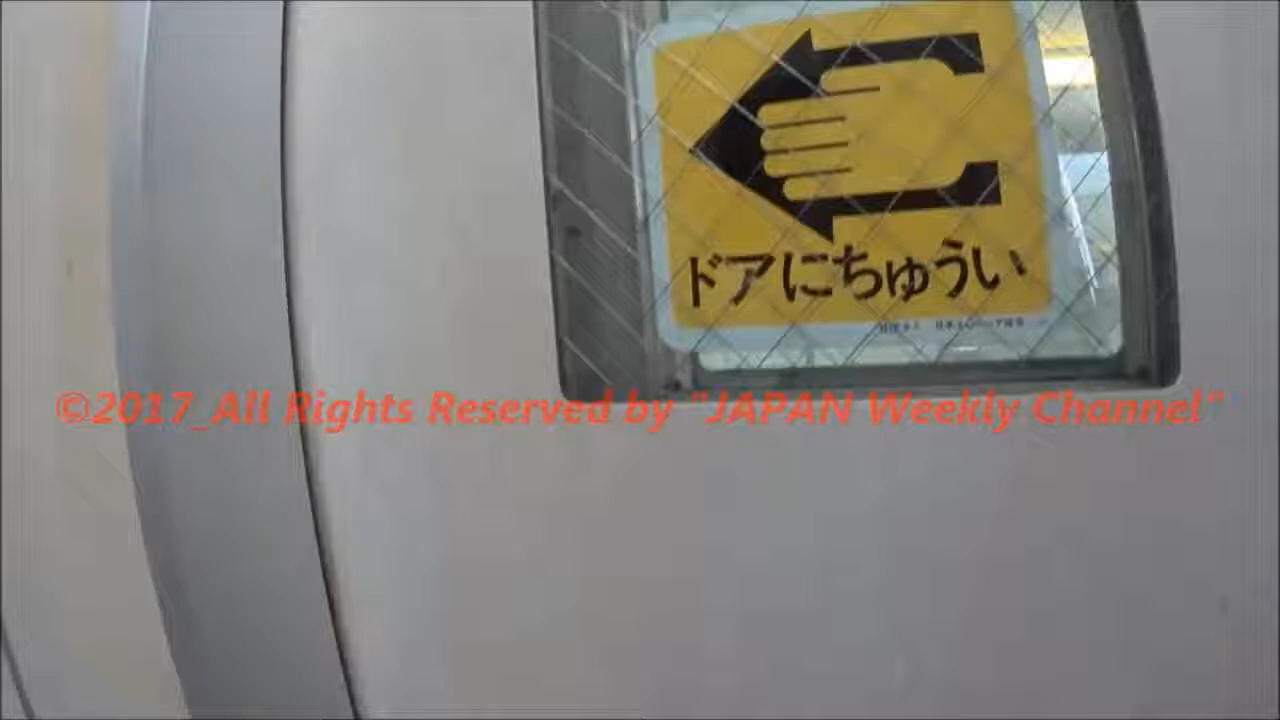 ドアにちゅうい
©2017_All Rights Reserved by "JAPAN Weekly Channel"